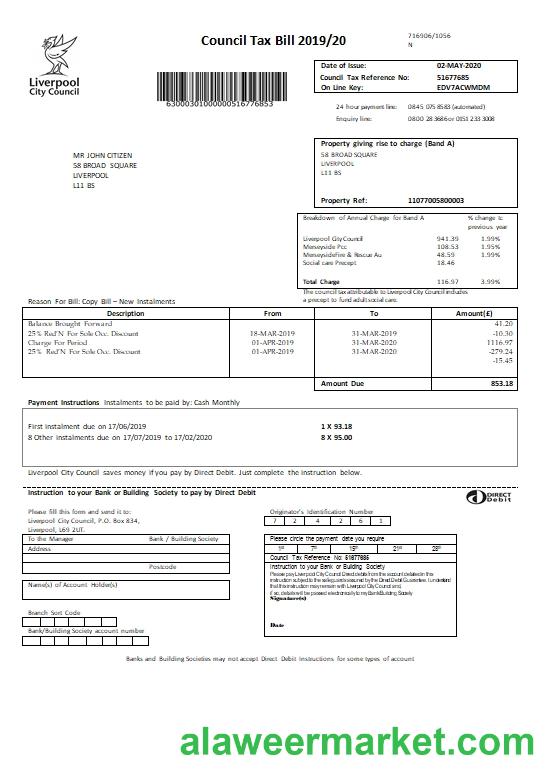 Council Tax Bill 2019/20
716906/1056
N
Liverpool
City Council
63000301000000516776853
Date of Issue: 02-MAY-2020
Council Tax Reference No: 51677685
On Line Key: EDV7ACWMDM
24 hour payment line: 0845 075 8583 (automated)
Enquiry line: 0800 28 3686 or 0151 233 3008
MR JOHN CITIZEN
58 BROAD SQUARE
LIVERPOOL
L11 BS
Property giving rise to charge (Band A)
58 BROAD SQUARE
LIVERPOOL
L11 BS
Property Ref: 11077005800003
Breakdown of Annual Charge for Band A % change to
previous year
Liverpool City Council 941.39 1.99%
Merseyside Pcc 108.53 1.95%
Merseyside Fire & Rescue Au 48.59 1.99%
Social care Precept 18.46
Total Charge 116.97 3.99%
The council tax attributable to Liverpool City Council includes
a precept to fund adult social care.
Reason For Bill: Copy Bill – New Instalments
Description From To Amount(£)
Balance Brought Forward 41.20
25% Red'N For Sole Occ. Discount 18-MAR-2019 31-MAR-2019 -10.30
Charge For Period 01-APR-2019 31-MAR-2020 1116.97
25% Red'N For Sole Occ. Discount 01-APR-2019 31-MAR-2020 -279.24
-15.45
Amount Due 853.18
Payment Instructions Instalments to be paid by: Cash Monthly
First instalment due on 17/06/2019 1 X 93.18
8 Other instalments due on 17/07/2019 to 17/02/2020 8 X 95.00
Liverpool City Council saves money if you pay by Direct Debit. Just complete the instruction below.
Instruction to your Bank or Building Society to pay by Direct Debit
DIRECT
Debit
Please fill this form and send it to:
Liverpool City Council, P.O. Box 834,
Liverpool, L69 2UT.
Originator's Identification Number
7 2 4 2 6 1
To the Manager Bank / Building Society
Address
Postcode
Name(s) of Account Holder(s)
Branch Sort Code
Bank/Building Society account number
Please circle the payment date you require
1st 7th 15th 21st 28th
Council Tax Reference No: 51677685
Instruction to your Bank or Building Society
Please pay Liverpool City Council Direct debits from the account detailed in this
instruction subject to the safeguards assured by the Direct Debit Guarantee. I understand
that this instruction may remain with Liverpool City Council and,
if so, details will be passed electronically to my Bank/Building Society
Signature(s)
Date
Banks and Building Societies may not accept Direct Debit Instructions for some types of account
alaweermarket.com